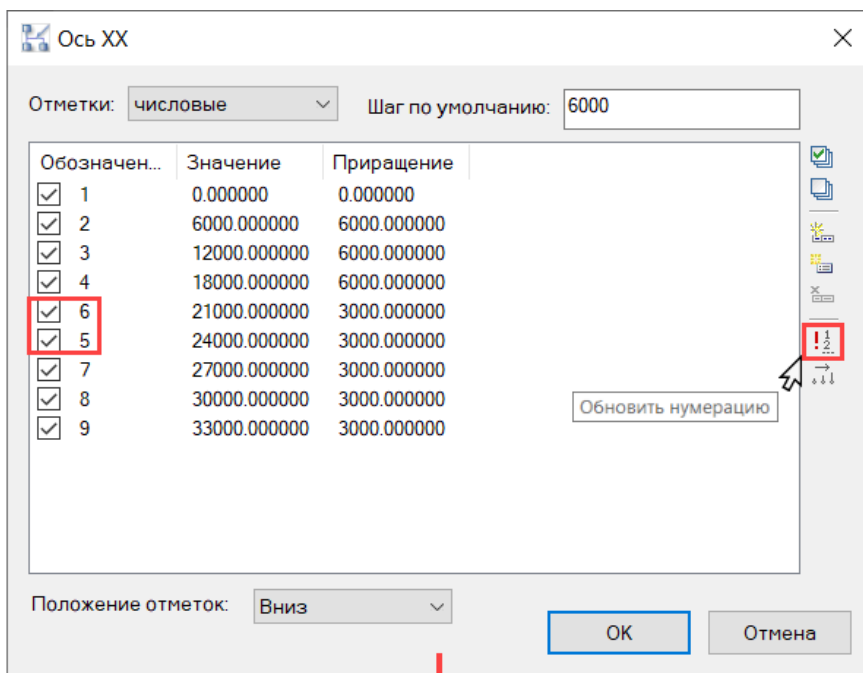 Ось XX
Отметки: числовые Шаг по умолчанию: 6000
Обозначен... Значение Приращение
1 0.000000 0.000000
2 6000.000000 6000.000000
3 12000.000000 6000.000000
4 18000.000000 6000.000000
6 21000.000000 3000.000000
5 24000.000000 3000.000000
7 27000.000000 3000.000000
8 30000.000000 3000.000000
9 33000.000000 3000.000000
Обновить нумерацию
Положение отметок: Вниз
OK Отмена